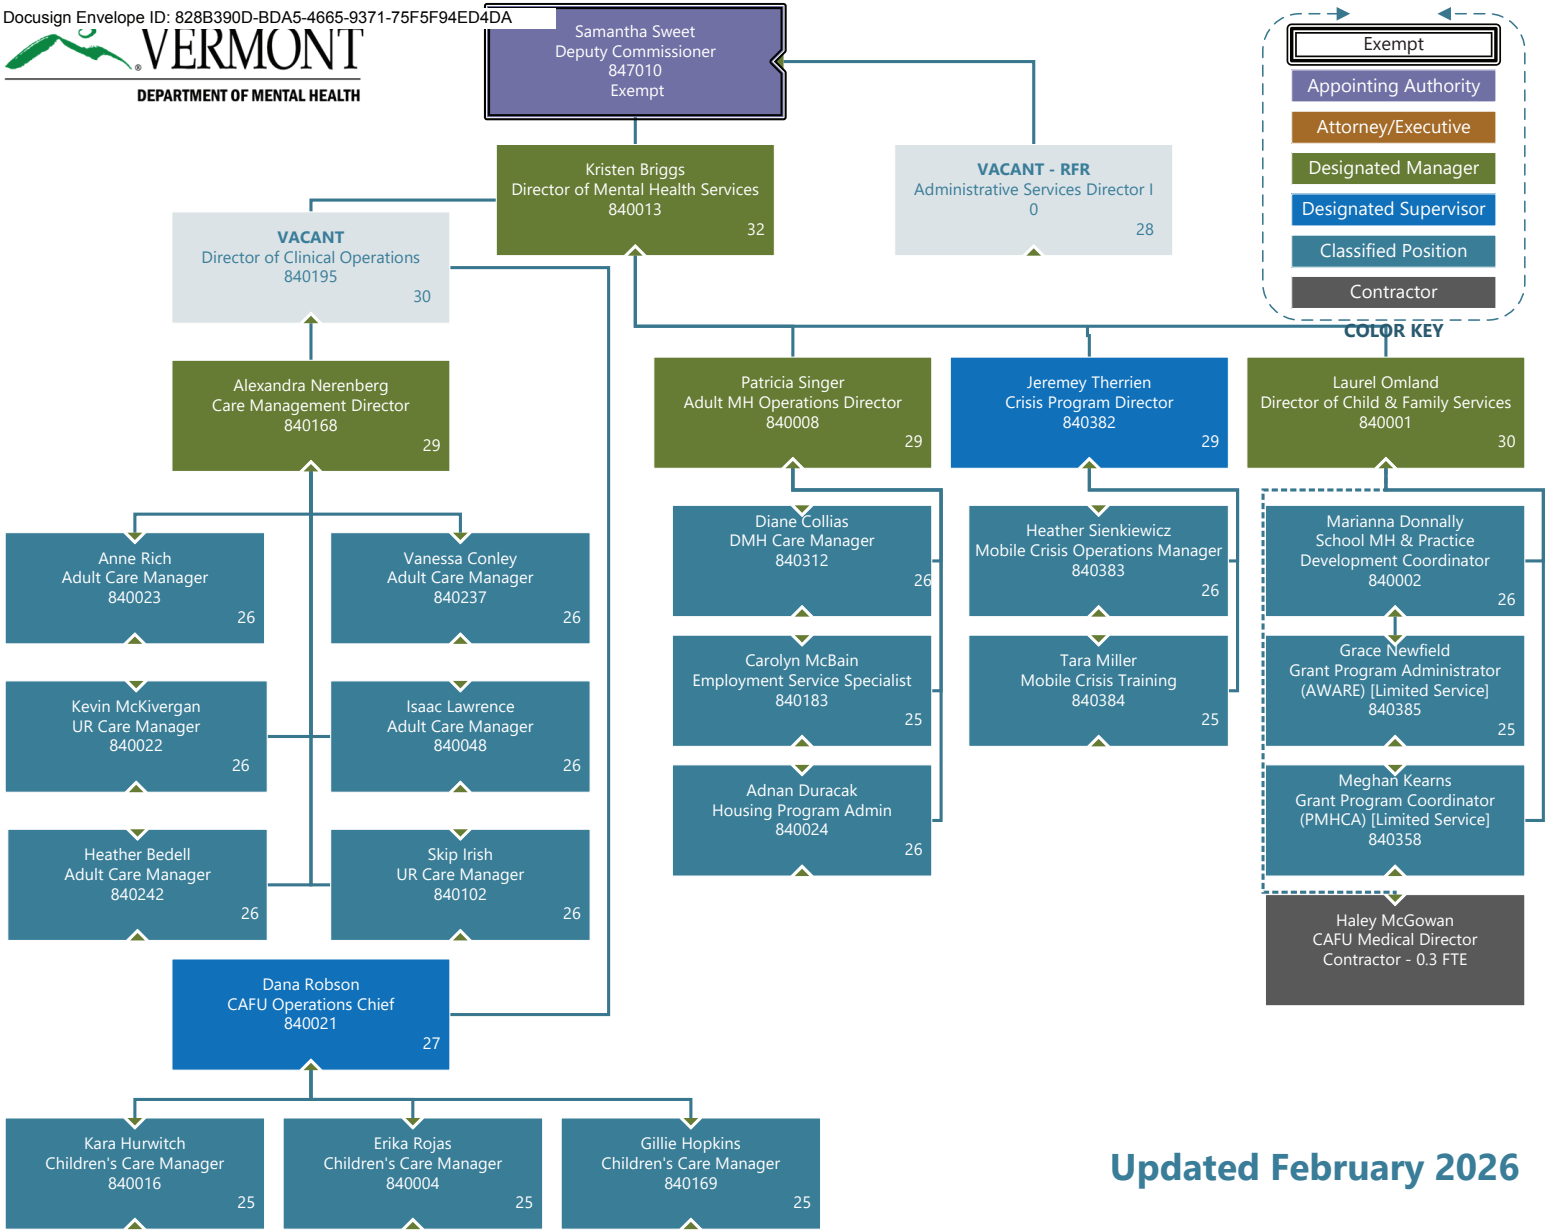 Docusign Envelope ID: 828B390D-BDA5-4665-9371-75F5F94ED4DA
VERMONT
DEPARTMENT OF MENTAL HEALTH
Samantha Sweet
Deputy Commissioner
847010
Exempt
Exempt
Appointing Authority
Attorney/Executive
Designated Manager
Designated Supervisor
Classified Position
Contractor
COLOR KEY
Kristen Briggs
Director of Mental Health Services
840013
32
VACANT - RFR
Administrative Services Director I
0
28
VACANT
Director of Clinical Operations
840195
30
Alexandra Nerenberg
Care Management Director
840168
29
Patricia Singer
Adult MH Operations Director
840008
29
Jeremey Therrien
Crisis Program Director
840382
29
Laurel Omland
Director of Child & Family Services
840001
30
Anne Rich
Adult Care Manager
840023
26
Vanessa Conley
Adult Care Manager
840237
26
Diane Collias
DMH Care Manager
840312
26
Heather Sienkiewicz
Mobile Crisis Operations Manager
840383
26
Marianna Donnally
School MH & Practice
Development Coordinator
840002
26
Kevin McKivergan
UR Care Manager
840022
26
Isaac Lawrence
Adult Care Manager
840048
26
Carolyn McBain
Employment Service Specialist
840183
25
Tara Miller
Mobile Crisis Training
840384
25
Grace Newfield
Grant Program Administrator
(AWARE) [Limited Service]
840385
25
Heather Bedell
Adult Care Manager
840242
26
Skip Irish
UR Care Manager
840102
26
Adnan Duracak
Housing Program Admin
840024
26
Meghan Kearns
Grant Program Coordinator
(PMHCA) [Limited Service]
840358
Haley McGowan
CAFU Medical Director
Contractor - 0.3 FTE
Dana Robson
CAFU Operations Chief
840021
27
Kara Hurwitch
Children's Care Manager
840016
25
Erika Rojas
Children's Care Manager
840004
25
Gillie Hopkins
Children's Care Manager
840169
25
Updated February 2026